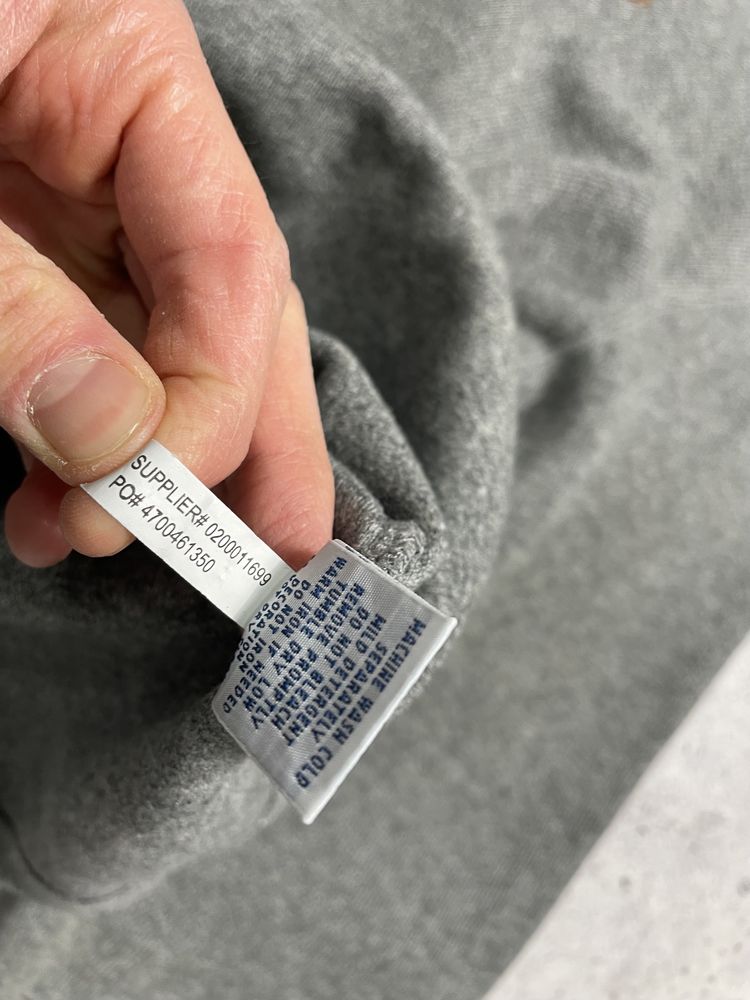 SUPPLIER# 0200011699
PO# 4700461350
MACHINE WASH COLD
SEPARATELY
MILD DETERGENT
DO NOT BLEACH
REMOVE PROMPTLY
TUMBLE DRY LOW
WARM IRON IF NEEDED
DO NOT IRON
DECORATION